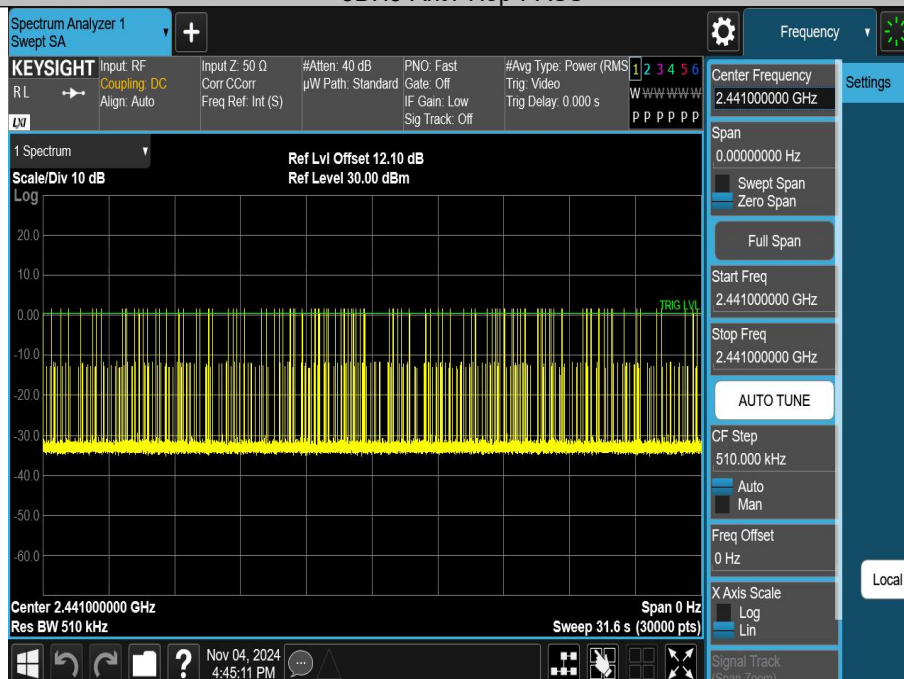 Spectrum Analyzer 1
Swept SA
Frequency
KEYSIGHT
Input: RF
Input Z: 50 Ω
#Atten: 40 dB
PNO: Fast
#Avg Type: Power (RMS
1 2 3 4 5 6
R L
Coupling: DC
Corr CCorr
µW Path: Standard
Gate: Off
Trig: Video
W W W W W W
Align: Auto
Freq Ref: Int (S)
IF Gain: Low
Trig Delay: 0.000 s
LXI
Sig Track: Off
P P P P P P
Center Frequency
2.441000000 GHz
Settings
1 Spectrum
Ref Lvl Offset 12.10 dB
Scale/Div 10 dB
Ref Level 30.00 dBm
Log
Span
0.00000000 Hz
Swept Span
Zero Span
20.0
Full Span
10.0
Start Freq
2.441000000 GHz
TRIG LVL
0.00
Stop Freq
2.441000000 GHz
-10.0
-20.0
AUTO TUNE
-30.0
CF Step
510.000 kHz
-40.0
Auto
Man
-50.0
Freq Offset
0 Hz
-60.0
Local
X Axis Scale
Log
Lin
Center 2.441000000 GHz
Span 0 Hz
Res BW 510 kHz
Sweep 31.6 s (30000 pts)
?
Nov 04, 2024
4:45:11 PM
Signal Track
(Span Zoom)